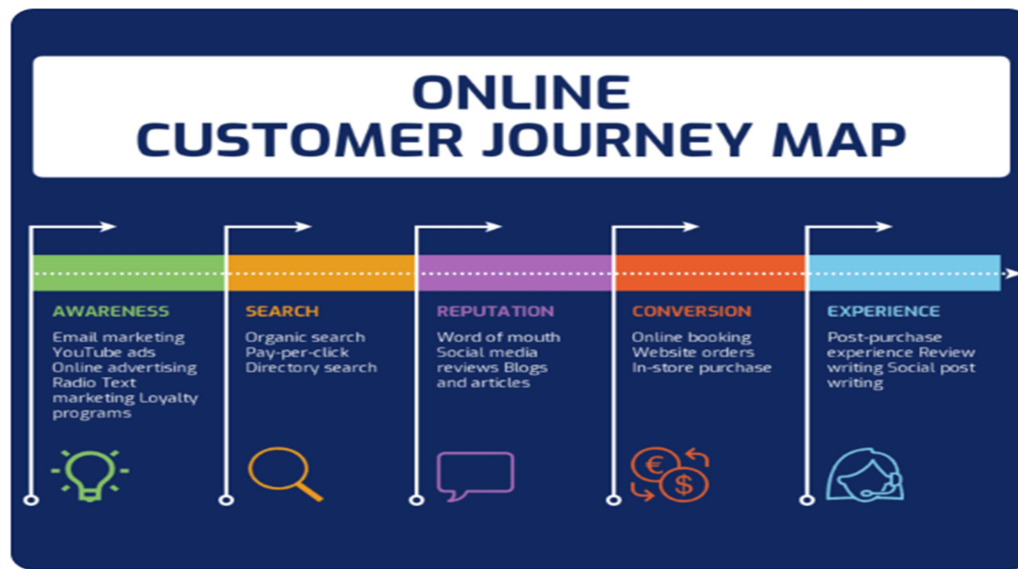 ONLINE
CUSTOMER JOURNEY MAP
AWARENESS
Email marketing
YouTube ads
Online advertising
Radio Text
marketing Loyalty
programs
SEARCH
Organic search
Pay-per-click
Directory search
REPUTATION
Word of mouth
Social media
reviews Blogs
and articles
CONVERSION
Online booking
Website orders
In-store purchase
EXPERIENCE
Post-purchase
experience Review
writing Social post
writing
€
$